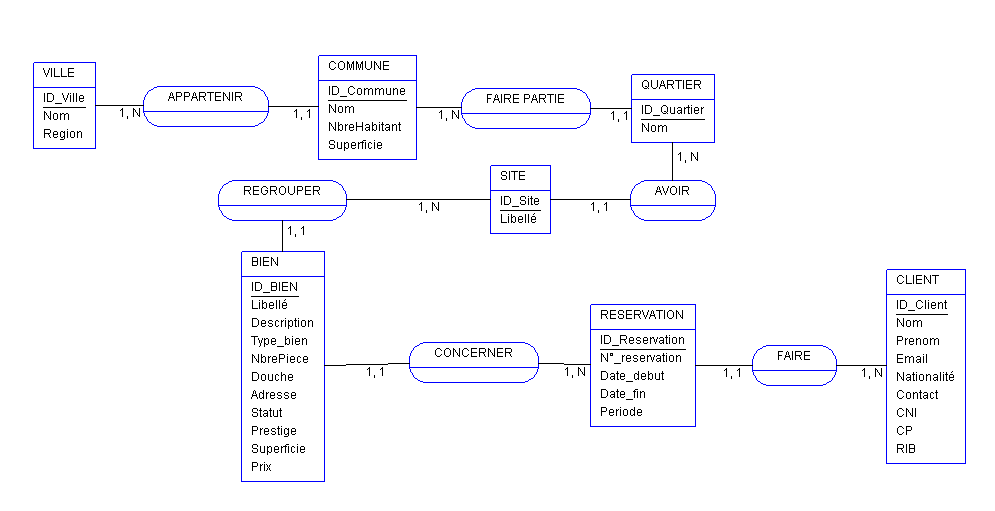 VILLE
ID_Ville
Nom
Region
1, N
APPARTENIR
1, 1
COMMUNE
ID_Commune
Nom
NbreHabitant
Superficie
1, N
FAIRE PARTIE
1, 1
QUARTIER
ID_Quartier
Nom
1, N
REGROUPER
1, N
SITE
ID_Site
Libellé
1, 1
AVOIR
1, 1
BIEN
ID_BIEN
Libellé
Description
Type_bien
NbrePiece
Douche
Adresse
Statut
Prestige
Superficie
Prix
1, 1
CONCERNER
1, N
RESERVATION
ID_Reservation
N°_reservation
Date_debut
Date_fin
Periode
1, 1
FAIRE
1, N
CLIENT
ID_Client
Nom
Prenom
Email
Nationalité
Contact
CNI
CP
RIB